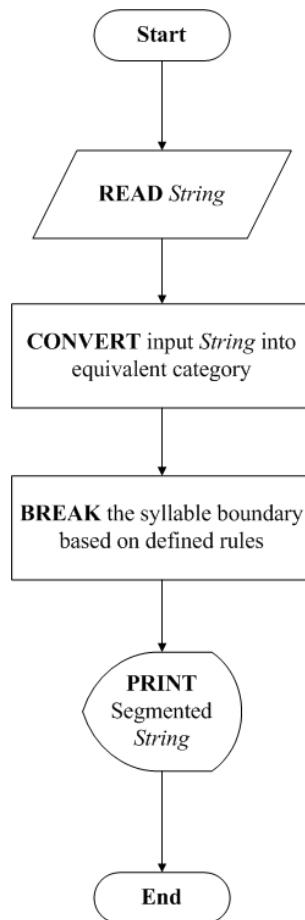 Start
READ String
CONVERT input String into
equivalent category
BREAK the syllable boundary
based on defined rules
PRINT
Segmented
String
End